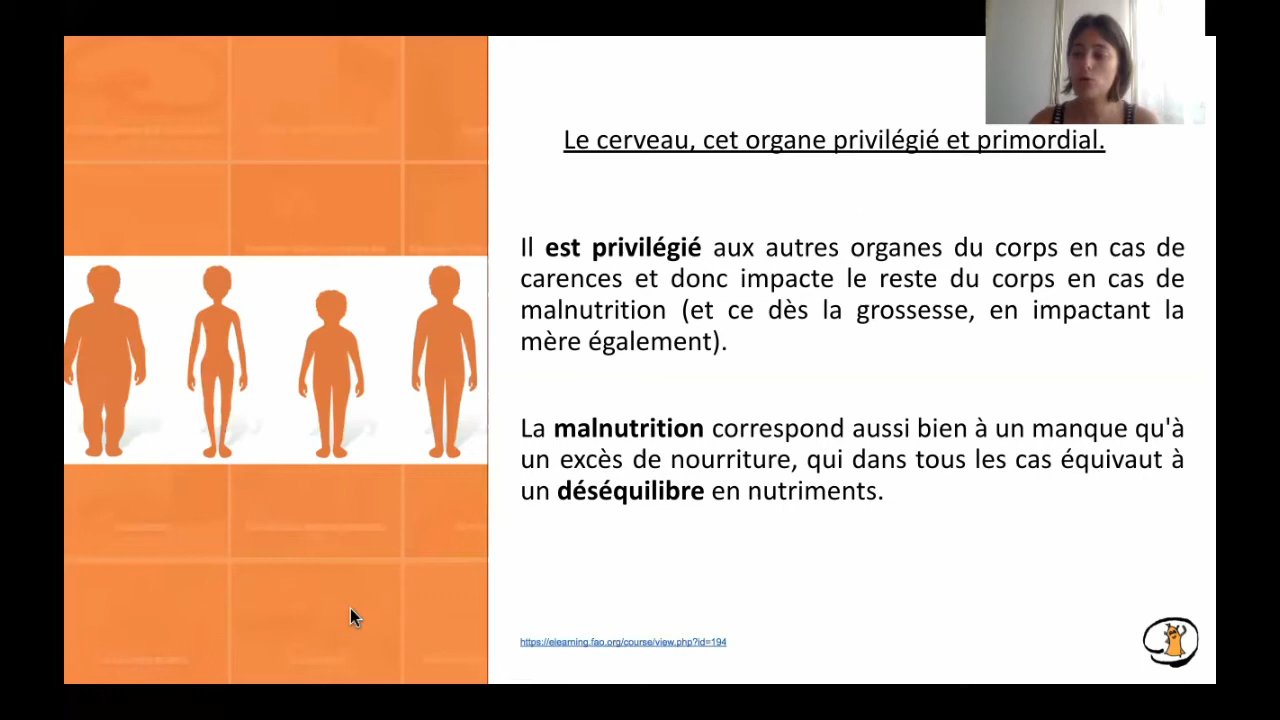 Le cerveau, cet organe privilégié et primordial.
Il est privilégié aux autres organes du corps en cas de
carences et donc impacte le reste du corps en cas de
malnutrition (et ce dès la grossesse, en impactant la
mère également).
La malnutrition correspond aussi bien à un manque qu'à
un excès de nourriture, qui dans tous les cas équivaut à
un déséquilibre en nutriments.
https://elearning.fao.org/course/view.php?id=194